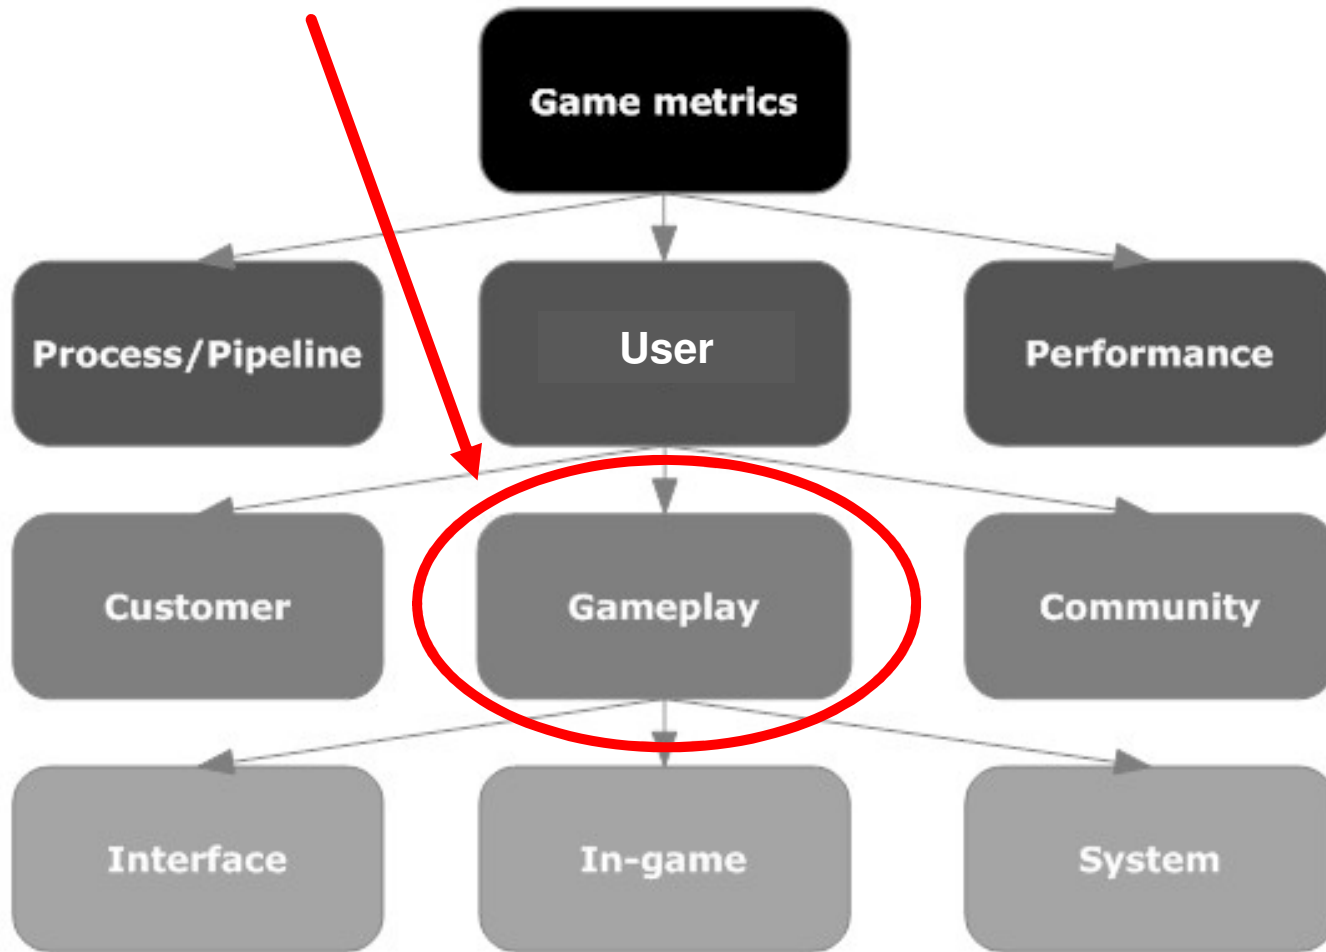 Game metrics
Process/Pipeline
User
Performance
Customer
Gameplay
Community
Interface
In-game
System